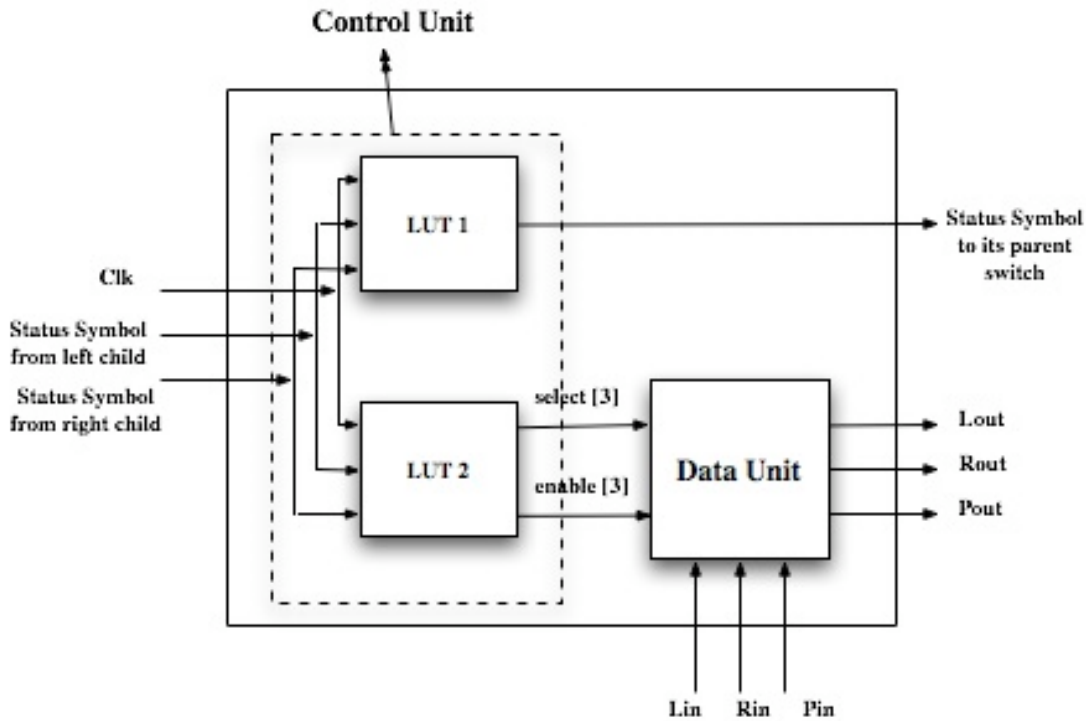 Control Unit
LUT 1
Status Symbol
to its parent
switch
Clk
Status Symbol
from left child
Status Symbol
from right child
select [3]
LUT 2
enable [3]
Data Unit
Lout
Rout
Pout
Lin
Rin
Pin